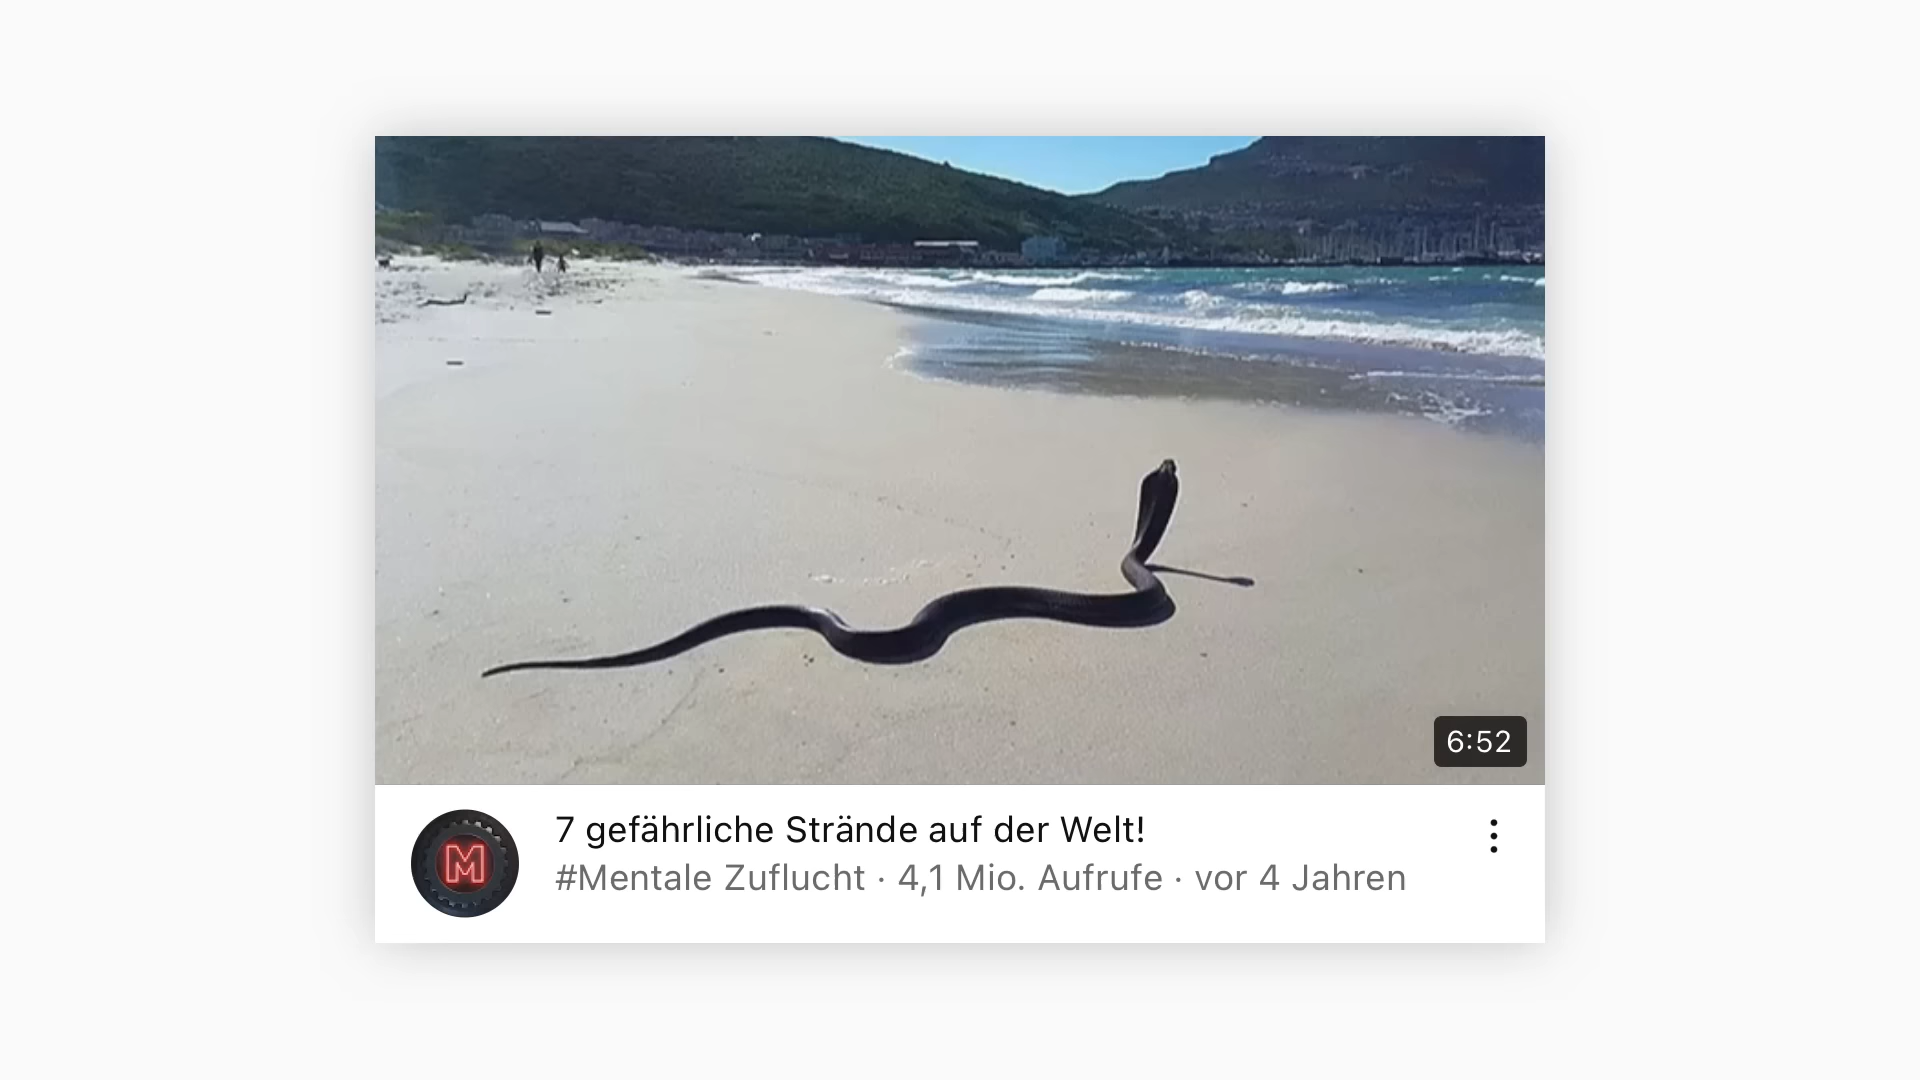 6:52
M
7 gefährliche Strände auf der Welt!
#Mentale Zuflucht · 4,1 Mio. Aufrufe · vor 4 Jahren